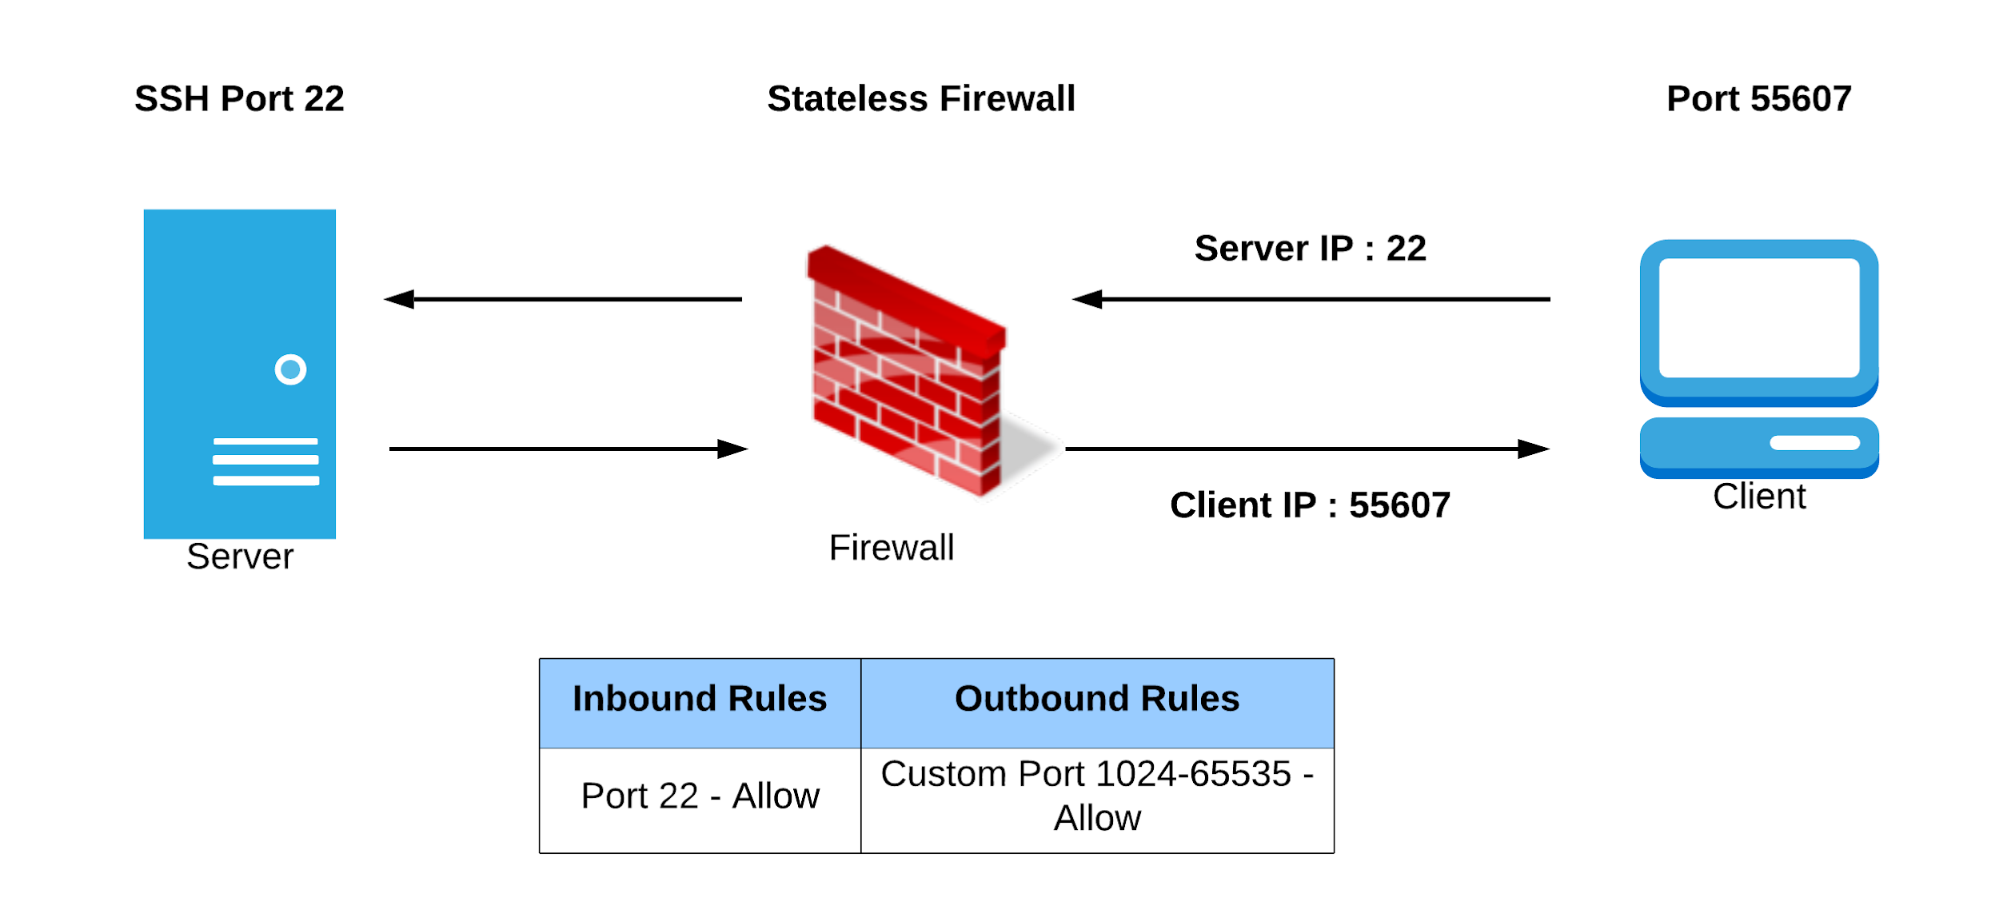 SSH Port 22
Stateless Firewall
Port 55607
Server IP : 22
Client IP : 55607
Client
Firewall
Server
Inbound Rules
Outbound Rules
Port 22 - Allow
Custom Port 1024-65535 -
Allow